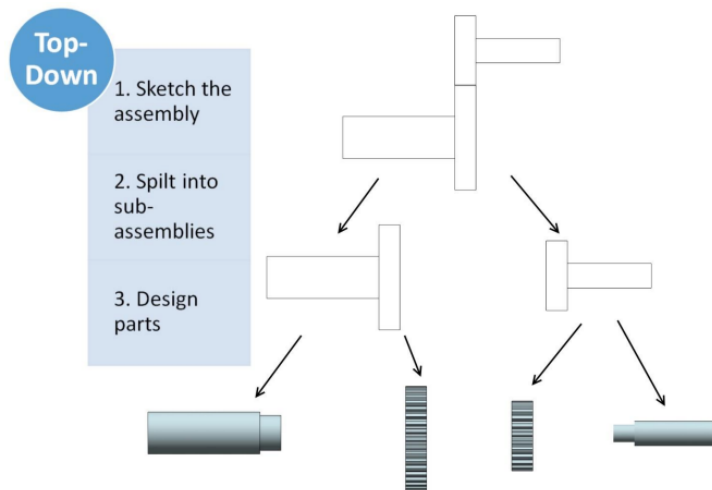 Top-
Down
1. Sketch the
assembly
2. Spilt into
sub-
assemblies
3. Design
parts